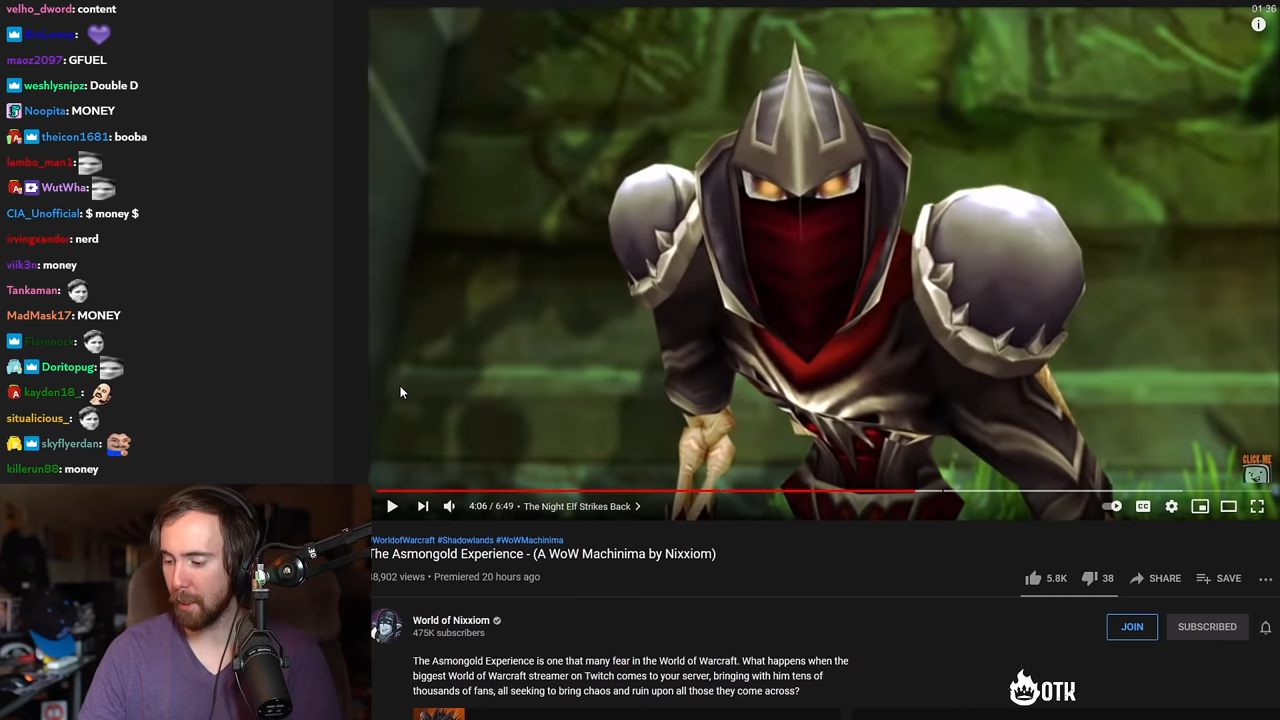 velho_dword: content
maoz2097: GFUEL
weshlysnipz: Double D
Noopita: MONEY
theicon1681: booba
lambo_man1:
WutWha:
CIA_Unofficial: $ money $
irvingxander: nerd
viik3n: money
Tankaman:
MadMask17: MONEY
Florenock:
Doritopug:
kayden18_:
situalicious_:
skyflyerdan:
killerun88: money
01:36
CLICK ME
4:06 / 6:49 • The Night Elf Strikes Back
CC
WorldofWarcraft #Shadowlands #WoWMachinima
The Asmongold Experience - (A WoW Machinima by Nixxiom)
8,902 views • Premiered 20 hours ago
5.8K
38
SHARE
SAVE
World of Nixxiom
475K subscribers
JOIN
SUBSCRIBED
The Asmongold Experience is one that many fear in the World of Warcraft. What happens when the
biggest World of Warcraft streamer on Twitch comes to your server, bringing with him tens of
thousands of fans, all seeking to bring chaos and ruin upon all those they come across?
OTK